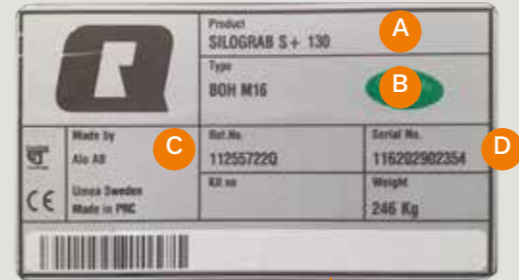 Product
SILOGRAB S+ 130
A
Type
BOH M16
B
Made by
Alo AB
C
Umea Sweden
Made in PRC
CE
Ref.No.
11255722Q
Serial No.
116202902354
D
Kit no
Weight
246 Kg